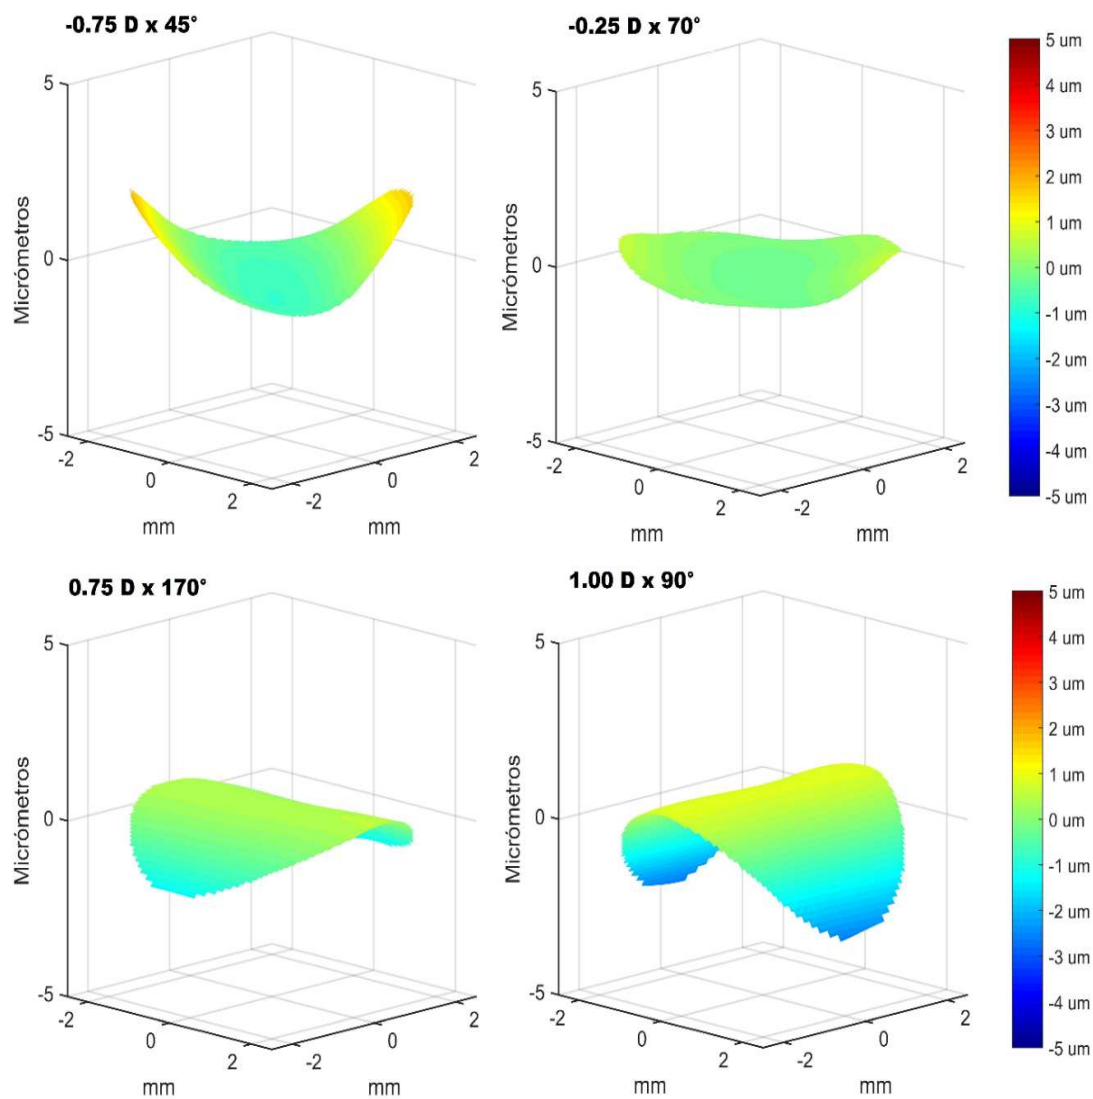 -0.75 D x 45°
-0.25 D x 70°
5
0
-5
Micrómetros
-2
0
2
mm
-2
0
2
mm
5
0
-5
Micrómetros
-2
0
2
mm
-2
0
2
mm
5 um
4 um
3 um
2 um
1 um
0 um
-1 um
-2 um
-3 um
-4 um
-5 um
0.75 D x 170°
1.00 D x 90°
5
0
-5
Micrómetros
-2
0
2
mm
-2
0
2
mm
5
0
-5
Micrómetros
-2
0
2
mm
-2
0
2
mm
5 um
4 um
3 um
2 um
1 um
0 um
-1 um
-2 um
-3 um
-4 um
-5 um